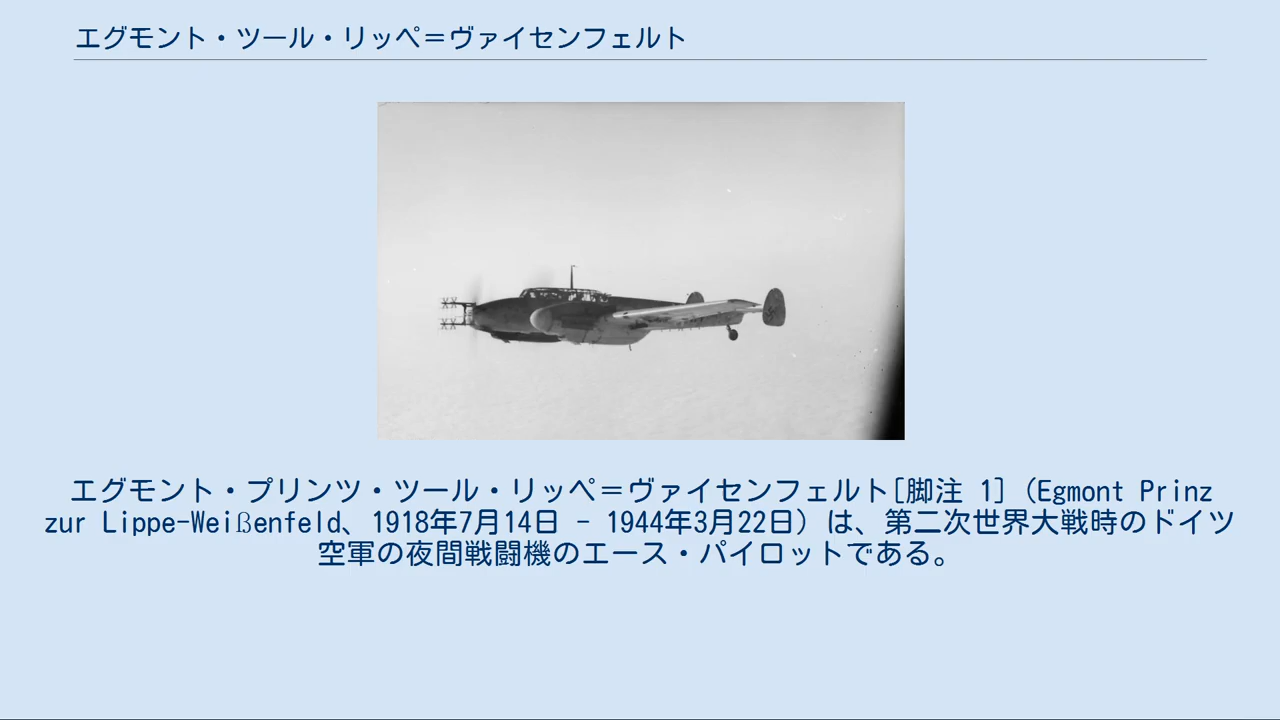 エグモント・ツール・リッペ＝ヴァイセンフェルト
エグモント・プリンツ・ツール・リッペ＝ヴァイセンフェルト[脚注 1]（Egmont Prinz
zur Lippe-Weißenfeld、1918年7月14日 - 1944年3月22日）は、第二次世界大戦時のドイツ
空軍の夜間戦闘機のエース・パイロットである。